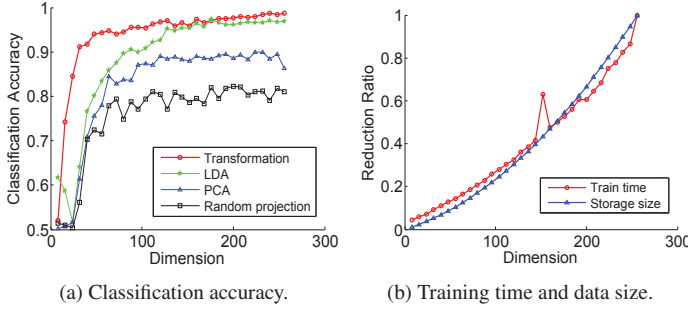 Classification Accuracy
1
0.9
0.8
0.7
0.6
0.5
0
100
200
300
Dimension
Transformation
LDA
PCA
Random projection
(a) Classification accuracy.
Reduction Ratio
1
0.8
0.6
0.4
0.2
0
0
100
200
300
Dimension
Train time
Storage size
(b) Training time and data size.